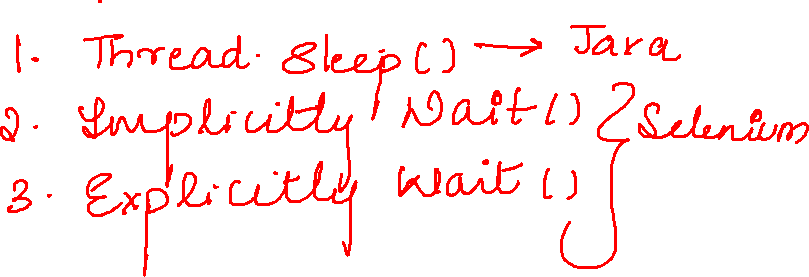 1. Thread.Sleep() → Java
2. Implicitly Wait() } Selenium
3. Explicitly Wait()